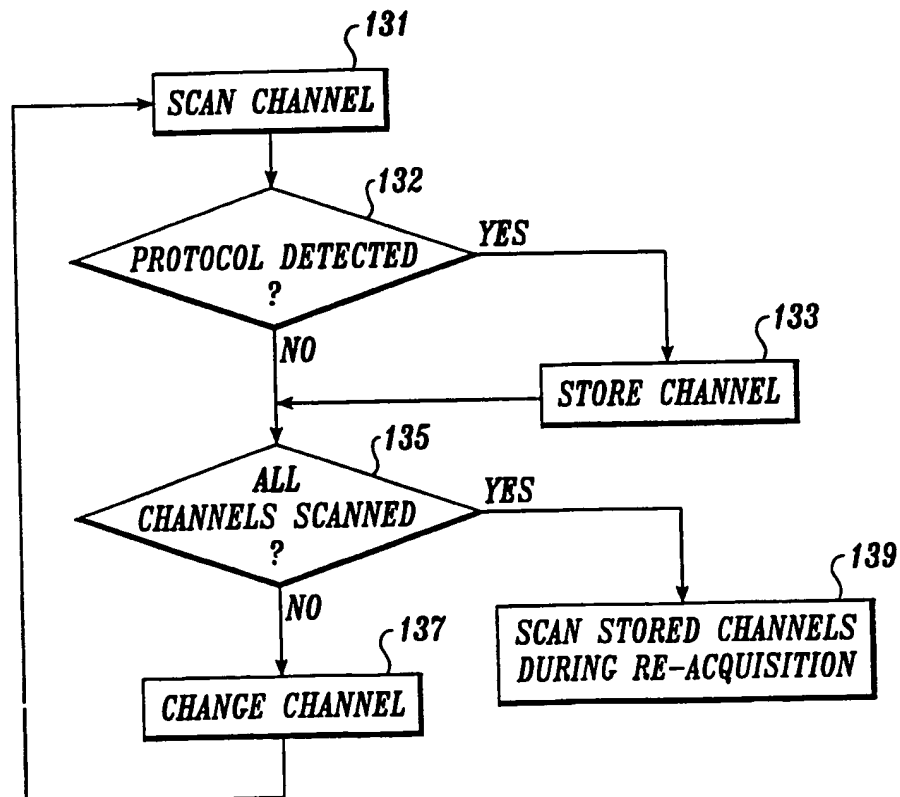 131
SCAN CHANNEL
132
YES
PROTOCOL DETECTED
?
NO
133
STORE CHANNEL
135
ALL
CHANNELS SCANNED
?
YES
NO
139
SCAN STORED CHANNELS
DURING RE-ACQUISITION
137
CHANGE CHANNEL